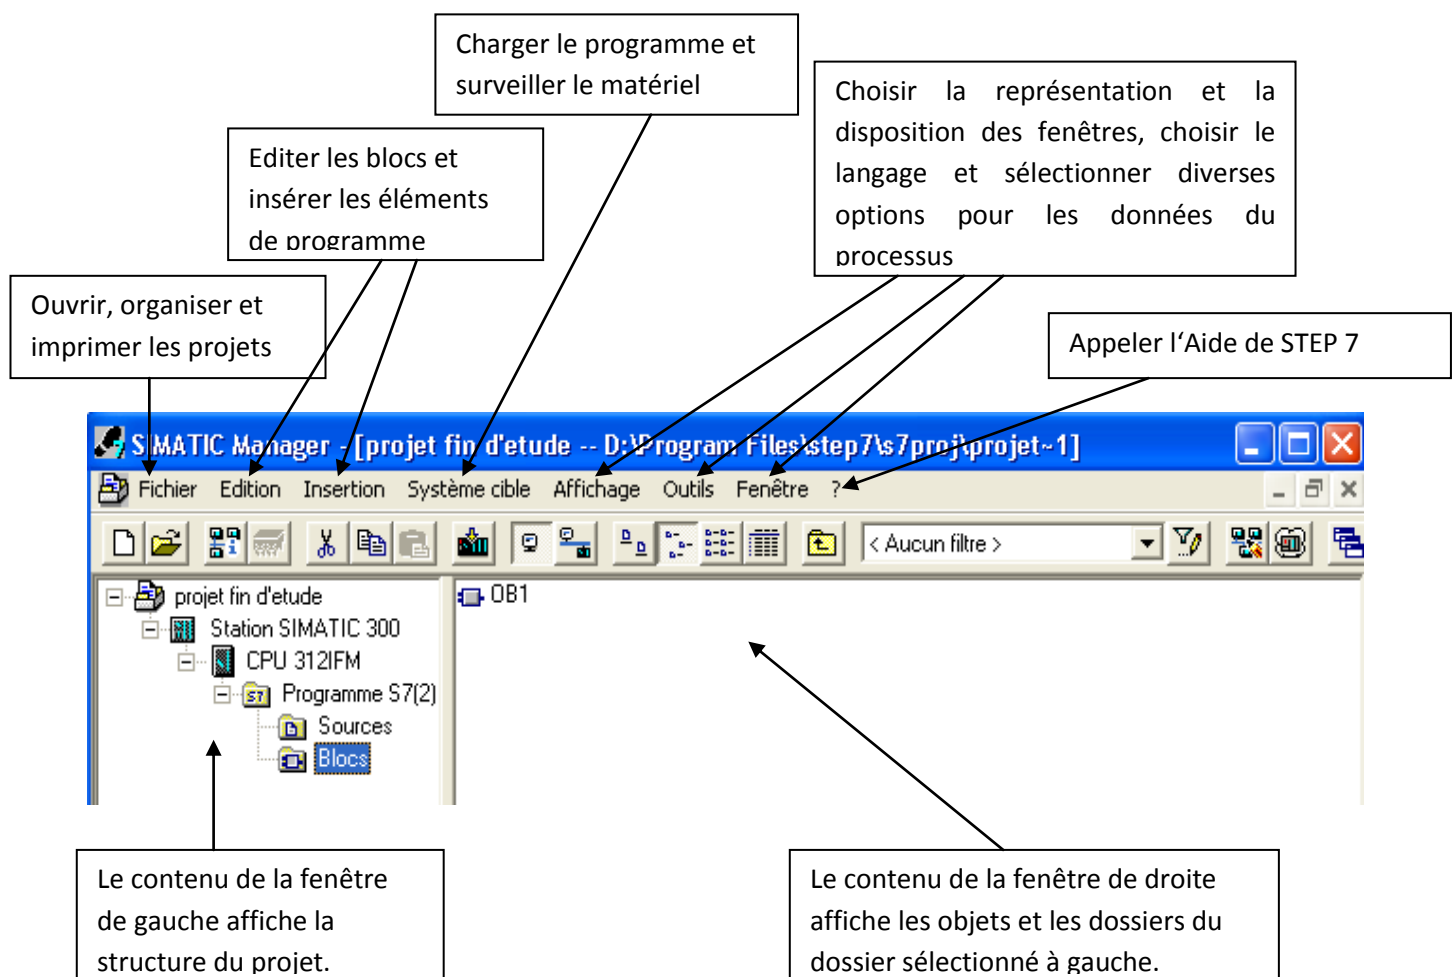 Charger le programme et
surveiller le matériel
Choisir la représentation et la
disposition des fenêtres, choisir le
langage et sélectionner diverses
options pour les données du
processus
Editer les blocs et
insérer les éléments
de programme
Ouvrir, organiser et
imprimer les projets
Appeler l‘Aide de STEP 7
SIMATIC Manager - [projet fin d'etude -- D:\Program Files\step7\s7proj\projet~1]
Fichier Edition Insertion Système cible Affichage Outils Fenêtre ?
< Aucun filtre >
projet fin d'etude
Station SIMATIC 300
CPU 312IFM
Programme S7(2)
Sources
Blocs
OB1
Le contenu de la fenêtre
de gauche affiche la
structure du projet.
Le contenu de la fenêtre de droite
affiche les objets et les dossiers du
dossier sélectionné à gauche.